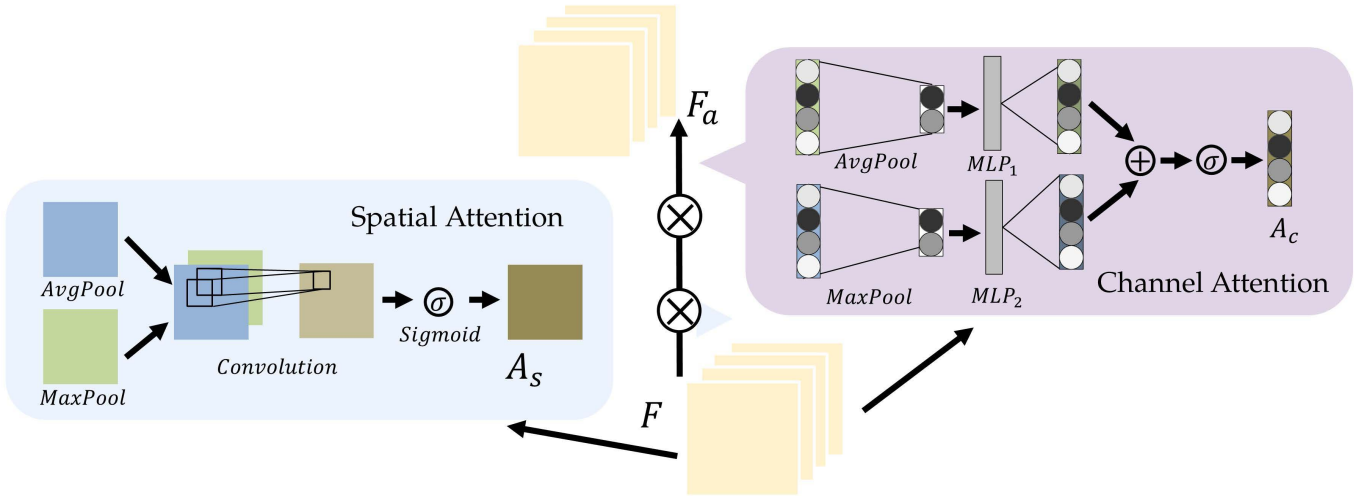 F_a
AvgPool
MLP_1
σ
A_c
MaxPool
MLP_2
Channel Attention
Spatial Attention
AvgPool
MaxPool
Convolution
σ
Sigmoid
A_s
F